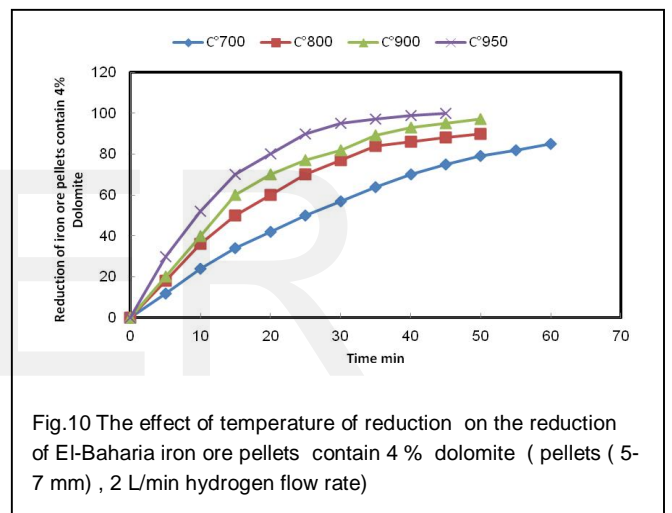 C°700 C°800 C°900 C°950
Reduction of iron ore pellets contain 4%
Dolomite
120
100
80
60
40
20
0
0 10 20 30 40 50 60 70
Time min
ER
Fig.10 The effect of temperature of reduction on the reduction
of El-Baharia iron ore pellets contain 4 % dolomite ( pellets ( 5-
7 mm) , 2 L/min hydrogen flow rate)